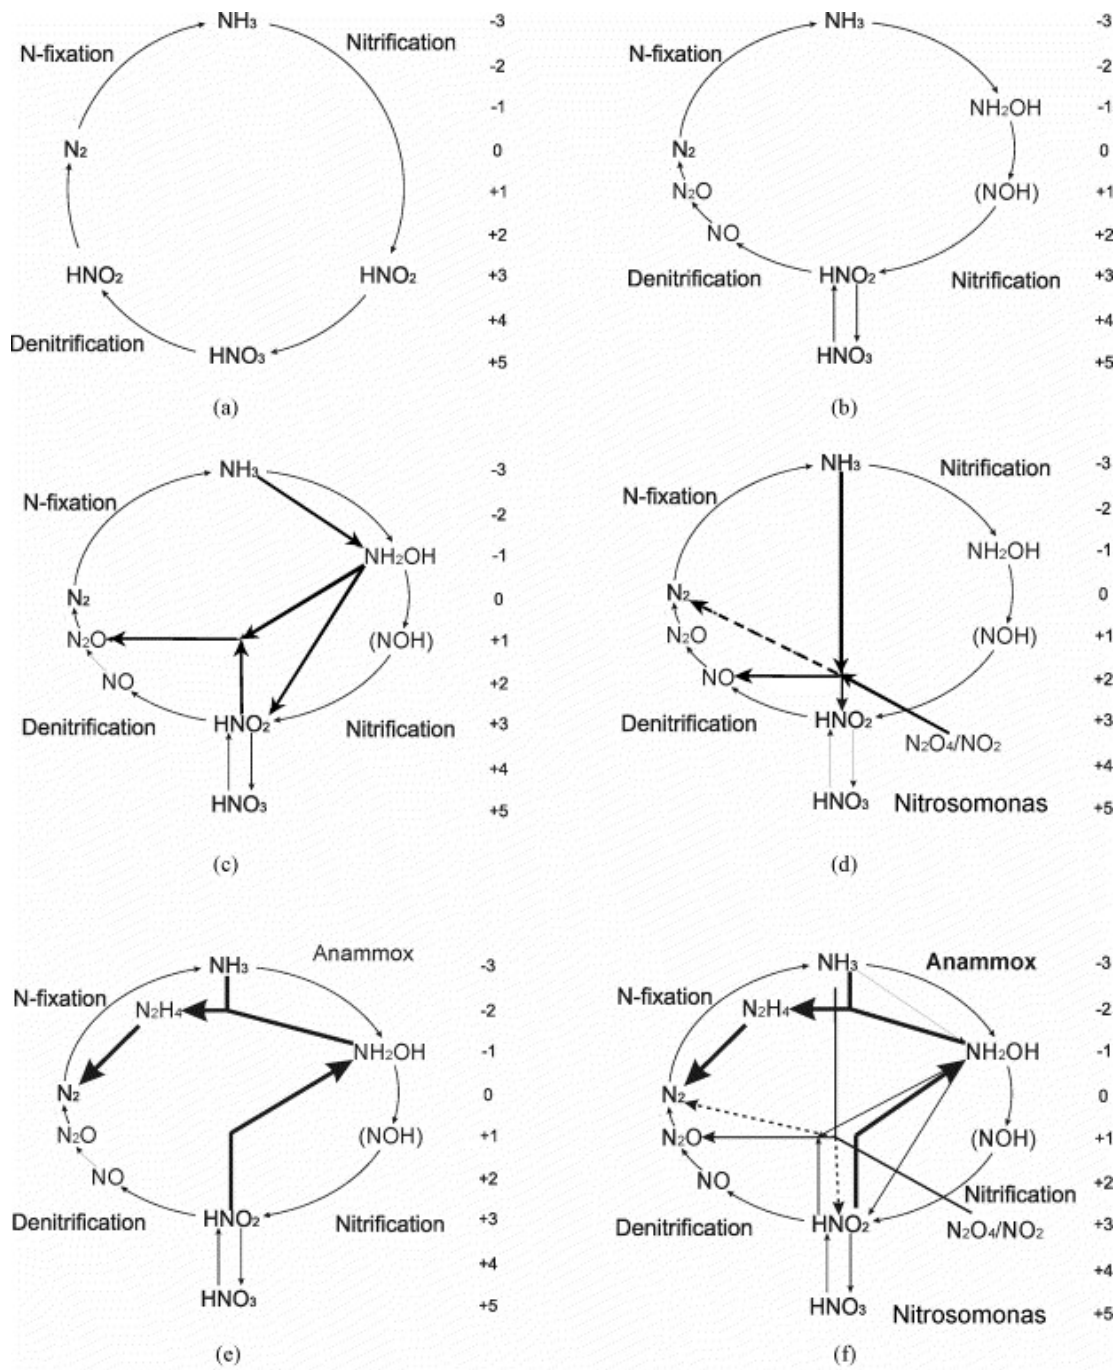 NH₃
-3
N-fixation
Nitrification
-2
-1
N₂
0
+1
+2
HNO₂
HNO₂
+3
+4
Denitrification
HNO₃
+5
(a)
NH₃
-3
N-fixation
-2
NH₂OH
-1
N₂
0
N₂O
(NOH)
+1
NO
+2
Denitrification
HNO₂
Nitrification
+3
+4
HNO₃
+5
(b)
NH₃
-3
N-fixation
-2
NH₂OH
-1
N₂
0
N₂O
(NOH)
+1
NO
+2
Denitrification
HNO₂
Nitrification
+3
+4
HNO₃
+5
(c)
NH₃
Nitrification
-3
N-fixation
-2
NH₂OH
-1
N₂
0
N₂O
(NOH)
+1
NO
+2
Denitrification
HNO₂
+3
N₂O₄/NO₂
+4
HNO₃
Nitrosomonas
+5
(d)
Anammox
NH₃
-3
N-fixation
N₂H₄
-2
NH₂OH
-1
N₂
0
N₂O
(NOH)
+1
NO
+2
Denitrification
HNO₂
Nitrification
+3
+4
HNO₃
+5
(e)
NH₃
Anammox
-3
N-fixation
N₂H₄
-2
NH₂OH
-1
N₂
0
N₂O
(NOH)
+1
NO
+2
Nitrification
Denitrification
HNO₂
N₂O₄/NO₂
+3
+4
HNO₃
Nitrosomonas
+5
(f)